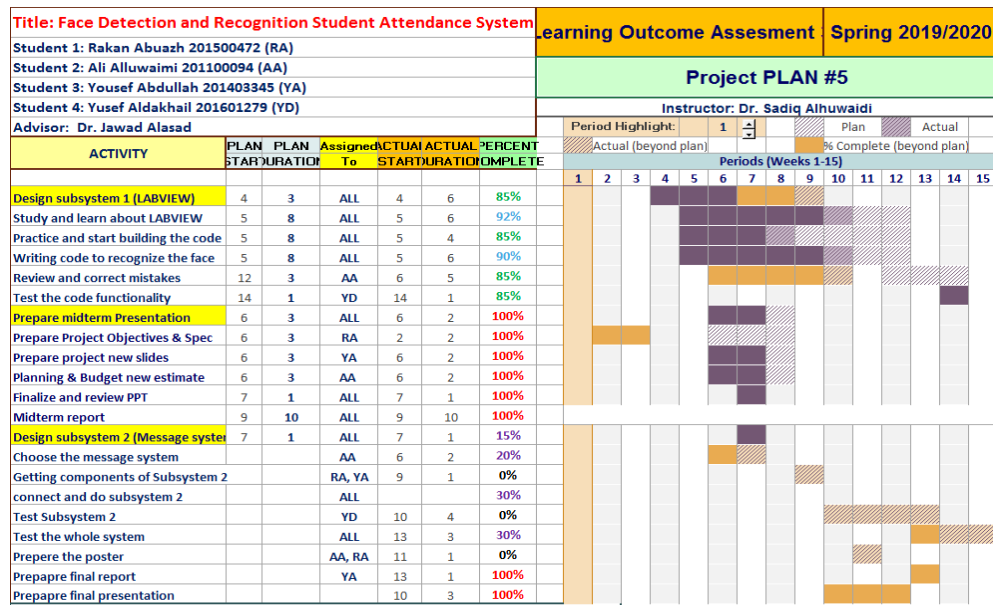 Title: Face Detection and Recognition Student Attendance System
Learning Outcome Assesment Spring 2019/2020
Student 1: Rakan Abuazh 201500472 (RA)
Student 2: Ali Alluwaimi 201100094 (AA)
Project PLAN #5
Student 3: Yousef Abdullah 201403345 (YA)
Student 4: Yusef Aldakhail 201601279 (YD)
Instructor: Dr. Sadiq Alhuwaidi
Advisor: Dr. Jawad Alasad
Period Highlight: 1 Plan Actual
ACTIVITY PLAN START PLAN DURATION Assigned To ACTUAL START ACTUAL DURATION PERCENT COMPLETE
Actual (beyond plan) % Complete (beyond plan)
Periods (Weeks 1-15)
1 2 3 4 5 6 7 8 9 10 11 12 13 14 15
Design subsystem 1 (LABVIEW) 4 3 ALL 4 6 85%
Study and learn about LABVIEW 5 8 ALL 5 6 92%
Practice and start building the code 5 8 ALL 5 4 85%
Writing code to recognize the face 5 8 ALL 5 6 90%
Review and correct mistakes 12 3 AA 6 5 85%
Test the code functionality 14 1 YD 14 1 85%
Prepare midterm Presentation 6 3 ALL 6 2 100%
Prepare Project Objectives & Spec 6 3 RA 2 2 100%
Prepare project new slides 6 3 YA 6 2 100%
Planning & Budget new estimate 6 3 AA 6 2 100%
Finalize and review PPT 7 1 ALL 7 1 100%
Midterm report 9 10 ALL 9 10 100%
Design subsystem 2 (Message system 7 1 ALL 7 1 15%
Choose the message system AA 6 2 20%
Getting components of Subsystem 2 RA, YA 9 1 0%
connect and do subsystem 2 ALL 30%
Test Subsystem 2 YD 10 4 0%
Test the whole system ALL 13 3 30%
Prepere the poster AA, RA 11 1 0%
Prepapre final report YA 13 1 100%
Prepapre final presentation 10 3 100%